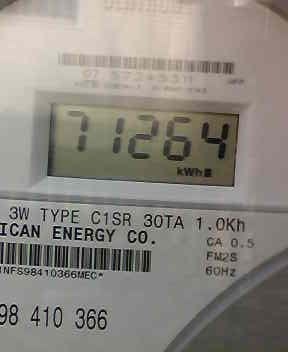 71264
kWh
3W TYPE C1SR 30TA 1.0Kh
ICAN ENERGY CO.
CA 0.5
FM2S
60Hz
NFS98410366MEC*
98 410 366